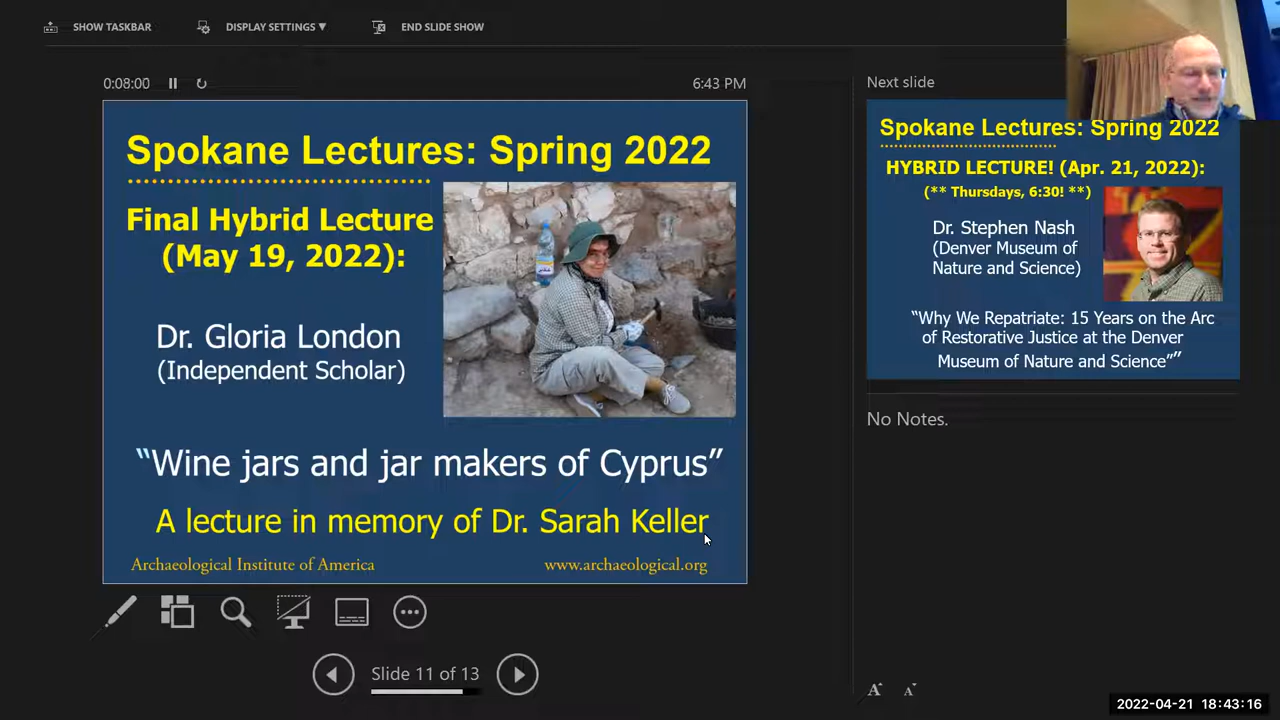 SHOW TASKBAR
DISPLAY SETTINGS ▼
END SLIDE SHOW
0:08:00
6:43 PM
Spokane Lectures: Spring 2022
Final Hybrid Lecture
(May 19, 2022):
Dr. Gloria London
(Independent Scholar)
“Wine jars and jar makers of Cyprus”
A lecture in memory of Dr. Sarah Keller
Archaeological Institute of America
www.archaeological.org
Slide 11 of 13
Next slide
Spokane Lectures: Spring 2022
HYBRID LECTURE! (Apr. 21, 2022):
(** Thursdays, 6:30! **)
Dr. Stephen Nash
(Denver Museum of
Nature and Science)
“Why We Repatriate: 15 Years on the Arc
of Restorative Justice at the Denver
Museum of Nature and Science””
No Notes.
A A
2022-04-21 18:43:16